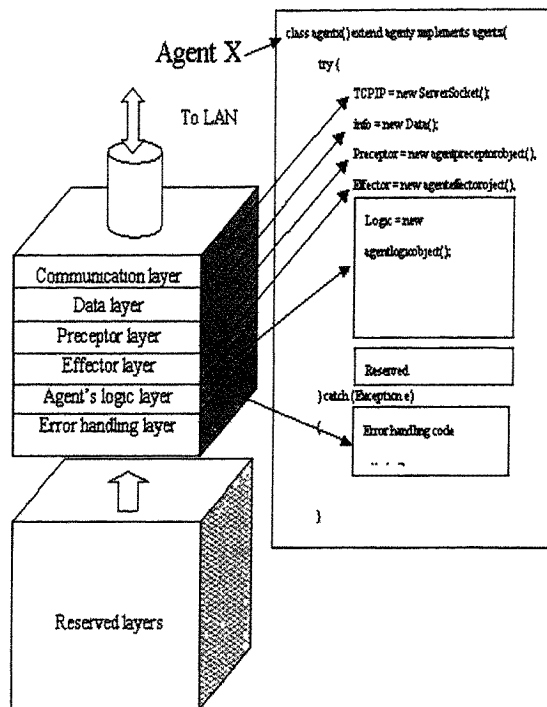 Agent X
To LAN
Communication layer
Data layer
Preceptor layer
Effector layer
Agent's logic layer
Error handling layer
Reserved layers
class agentx() extend agenty implements agentx{
try {
TCPIP = new ServerSocket();
info = new Data();
Preceptor = new agentpreceptorobject(),
Effector = new agenteffectoroject(),
Logic = new
agentlogicobject();
Reserved
} catch (Exception e)
{
Error handling code
}